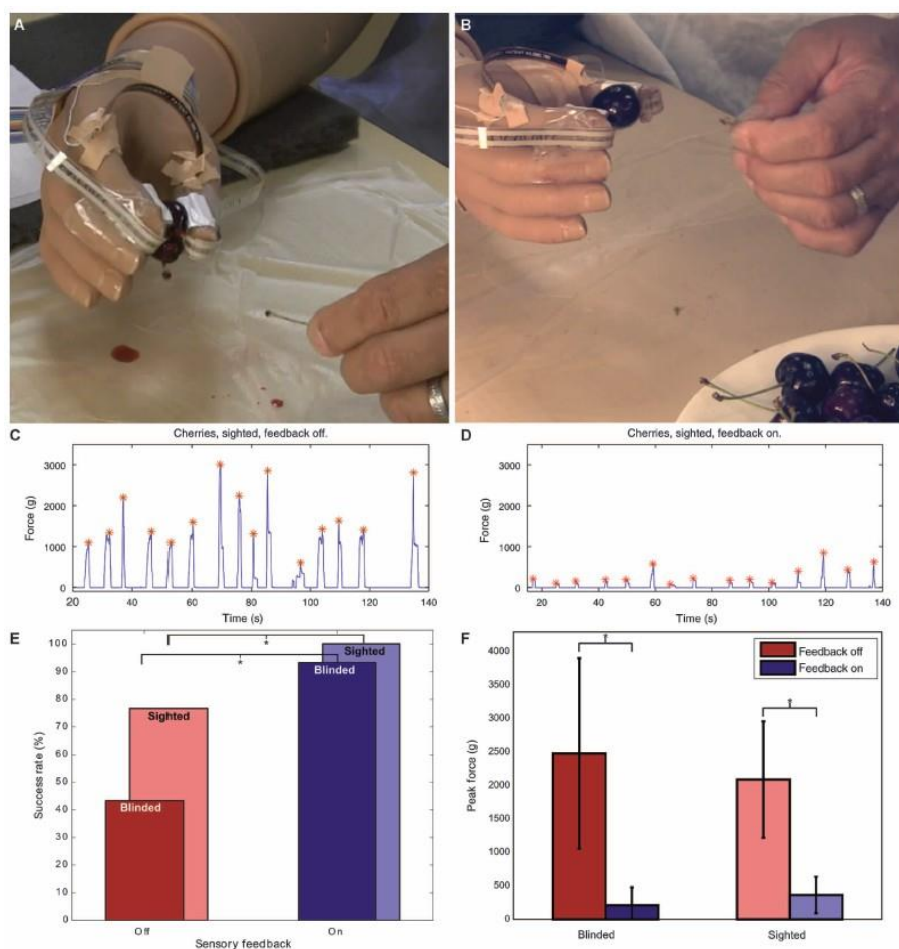 A
B
C
Cherries, sighted, feedback off.
Force (g)
3000
2000
1000
0
20
40
60
80
100
120
140
Time (s)
D
Cherries, sighted, feedback on.
Force (g)
3000
2000
1000
0
20
40
60
80
100
120
140
Time (s)
E
Success rate (%)
100
90
80
70
60
50
40
30
20
10
0
*
*
Sighted
Blinded
Sighted
Blinded
Off
On
Sensory feedback
F
Peak force (g)
4000
3500
3000
2500
2000
1500
1000
500
0
Feedback off
Feedback on
Blinded
Sighted